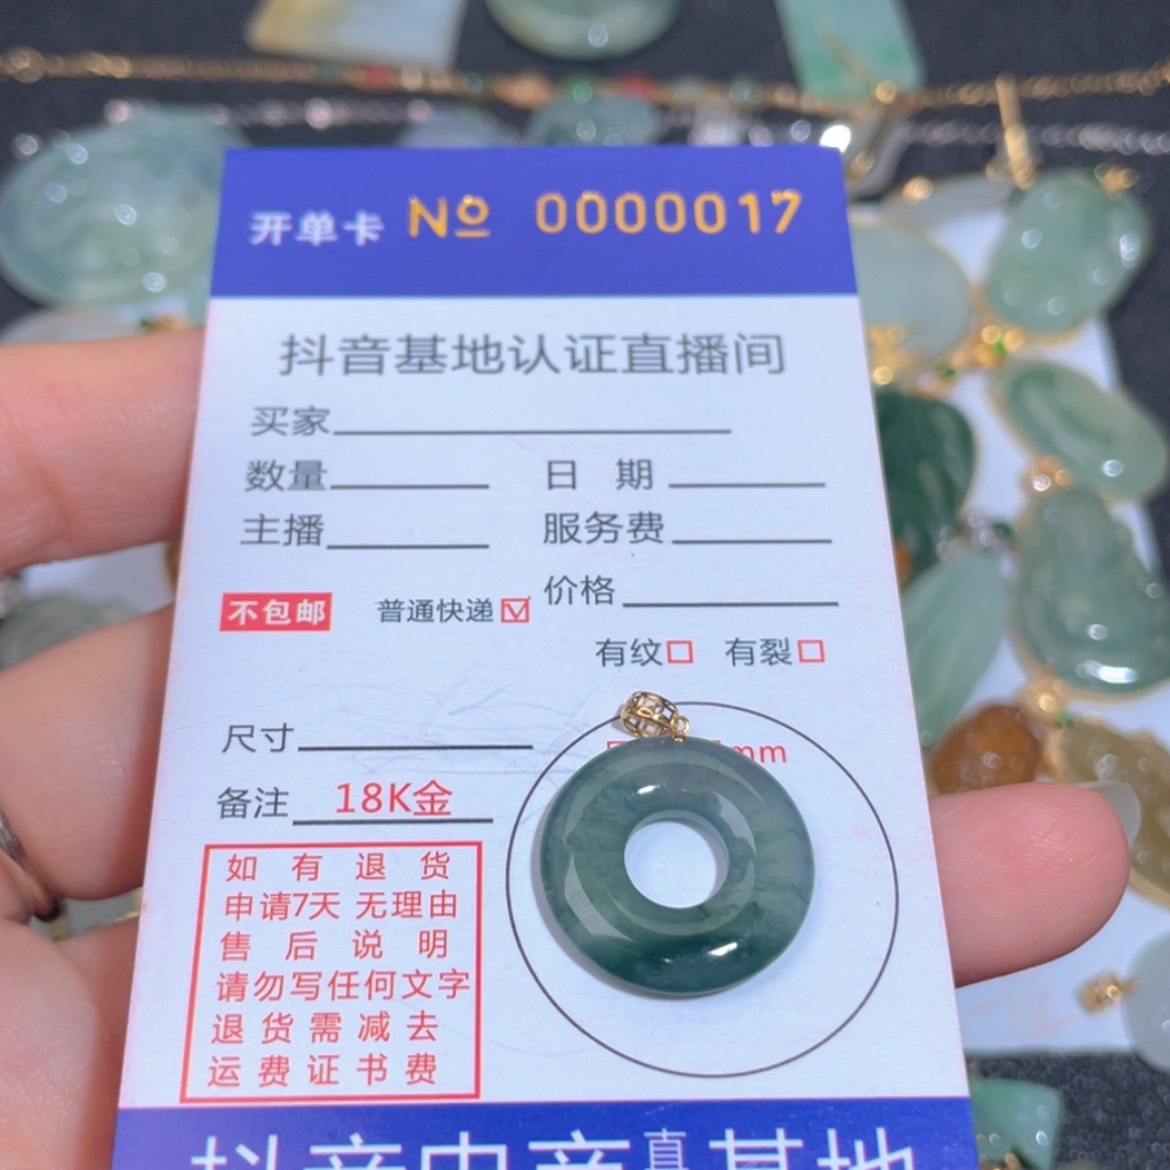 开单卡 № 0000017
抖音基地认证直播间
买家
数量 日 期
主播 服务费
价格
不包邮 普通快递☑
有纹□ 有裂□
尺寸
mm
备注 18K金
如有退货
申请7天无理由
售后说明
请勿写任何文字
退货需减去
运费证书费
基地